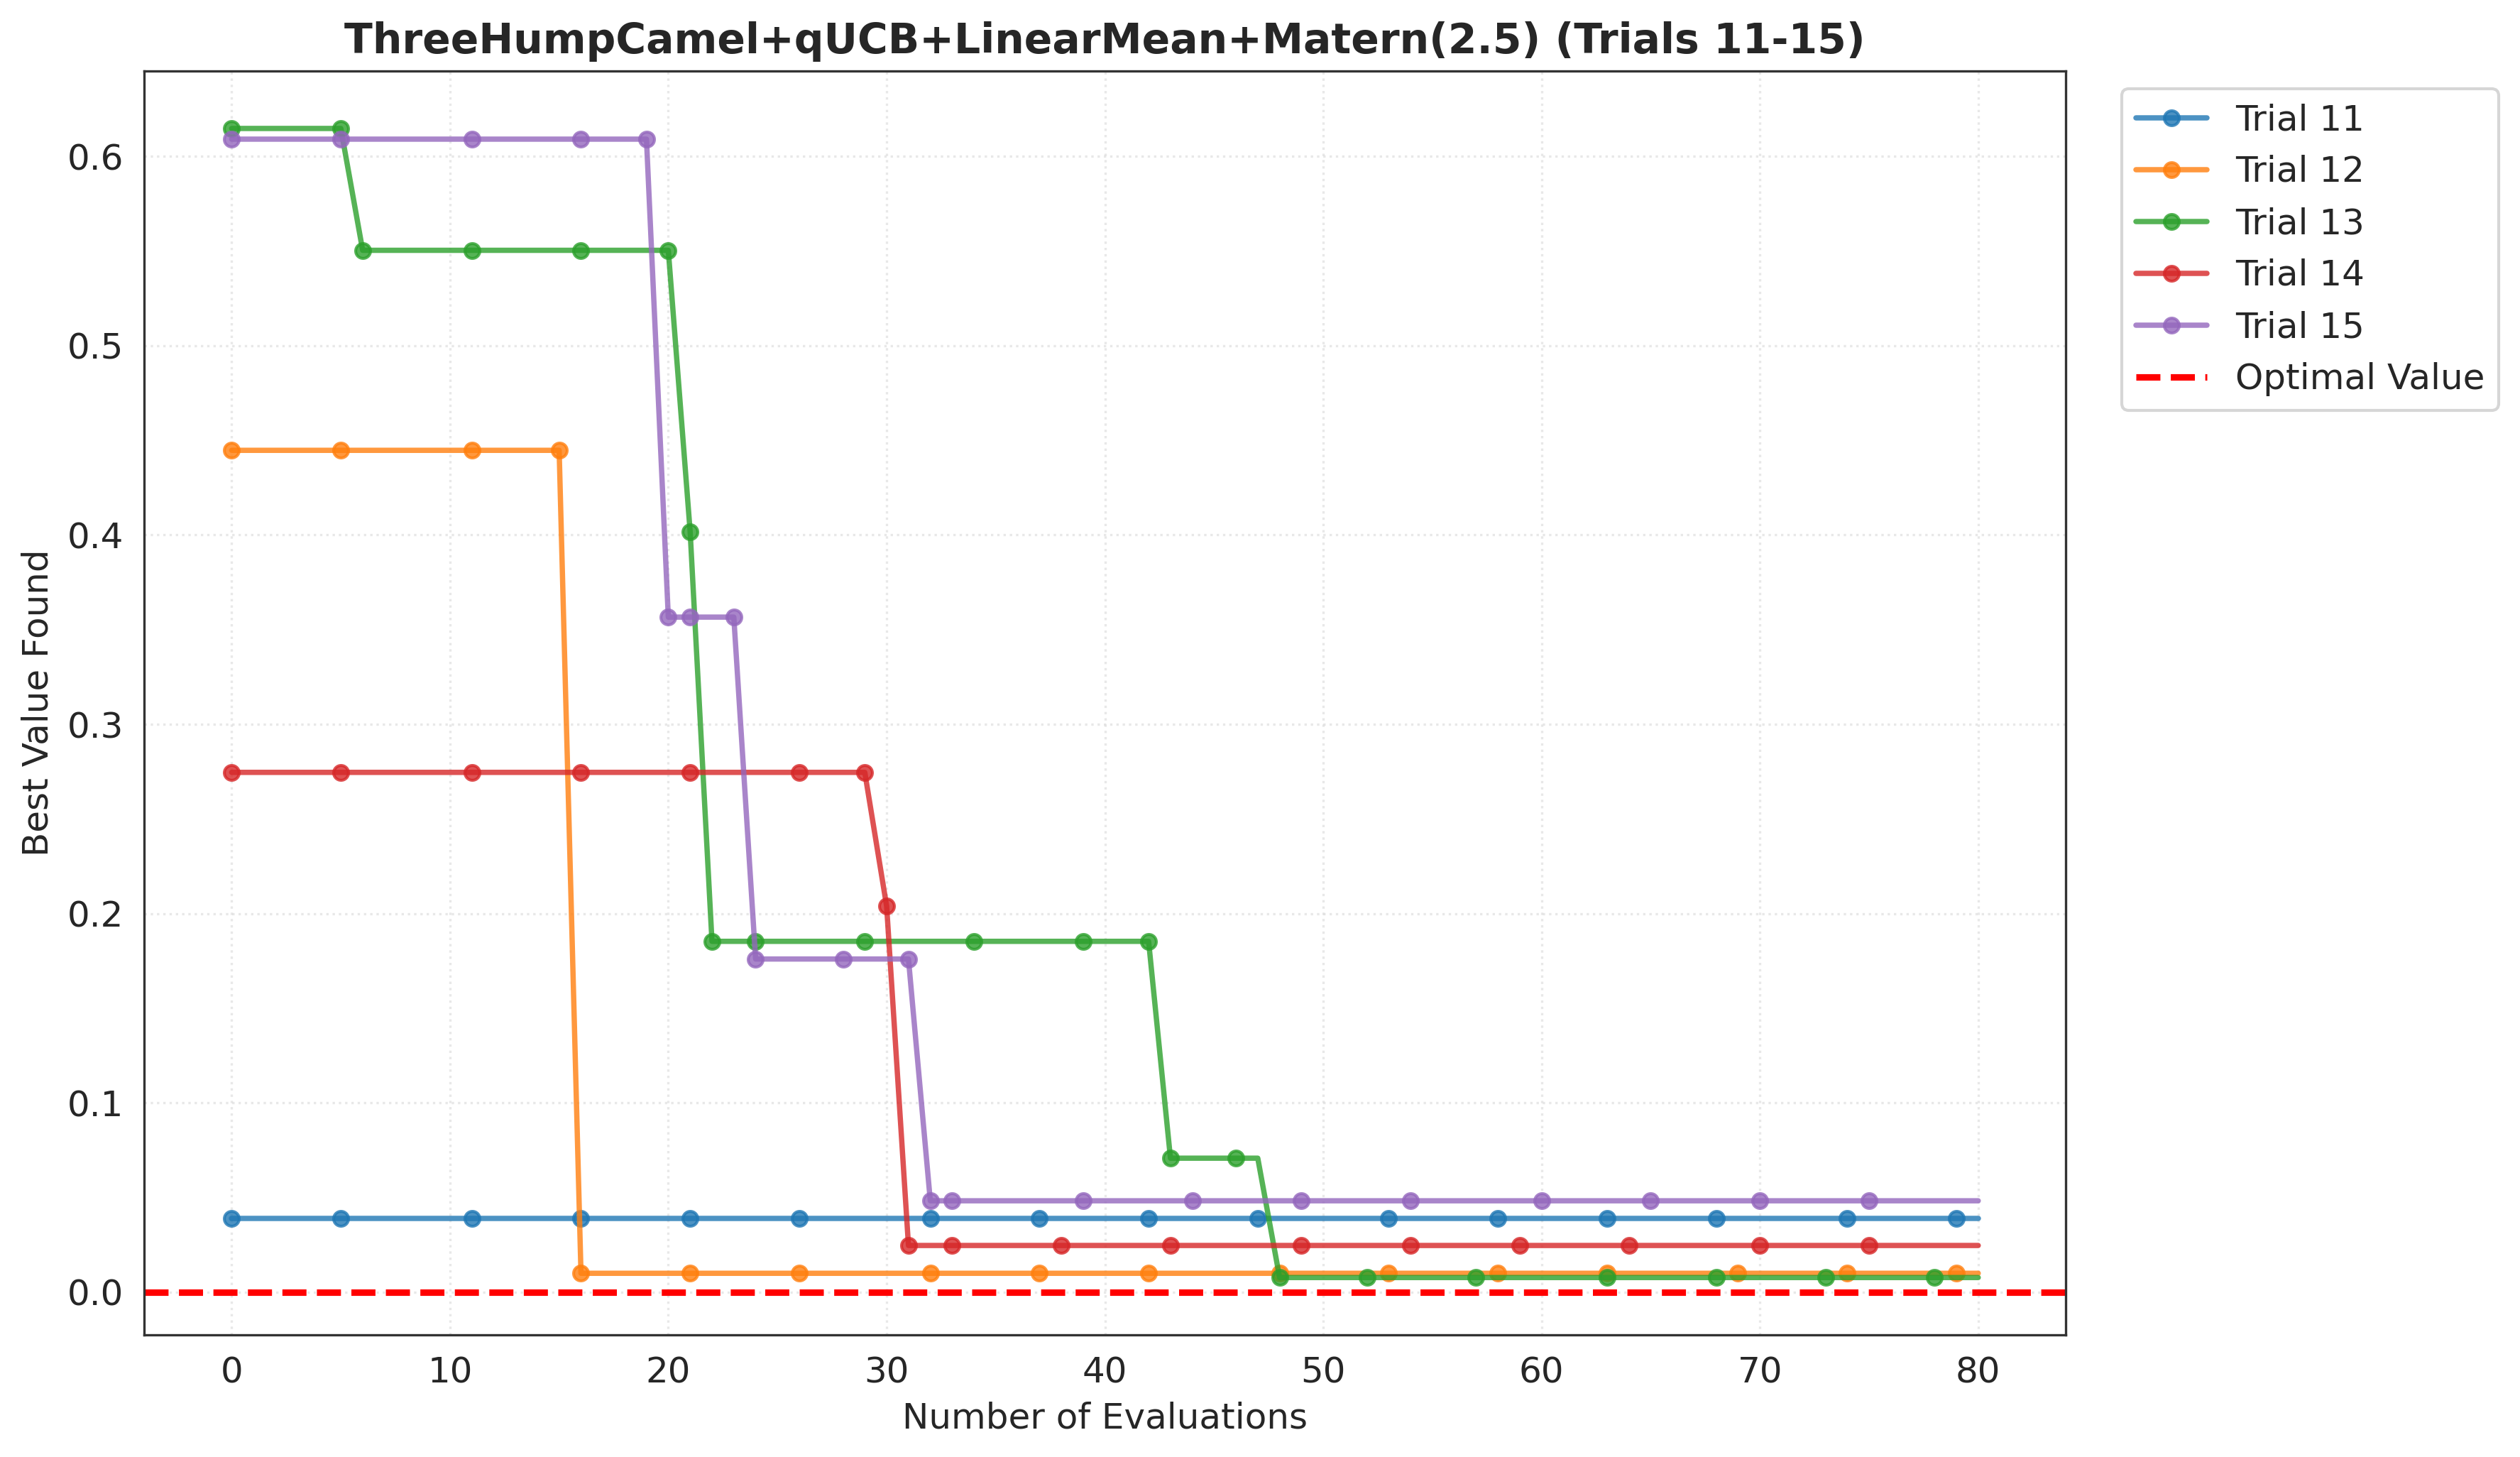 ThreeHumpCamel+qUCB+LinearMean+Matern(2.5) (Trials 11-15)
Best Value Found
0.6
0.5
0.4
0.3
0.2
0.1
0.0
0 10 20 30 40 50 60 70 80
Number of Evaluations
Trial 11
Trial 12
Trial 13
Trial 14
Trial 15
Optimal Value